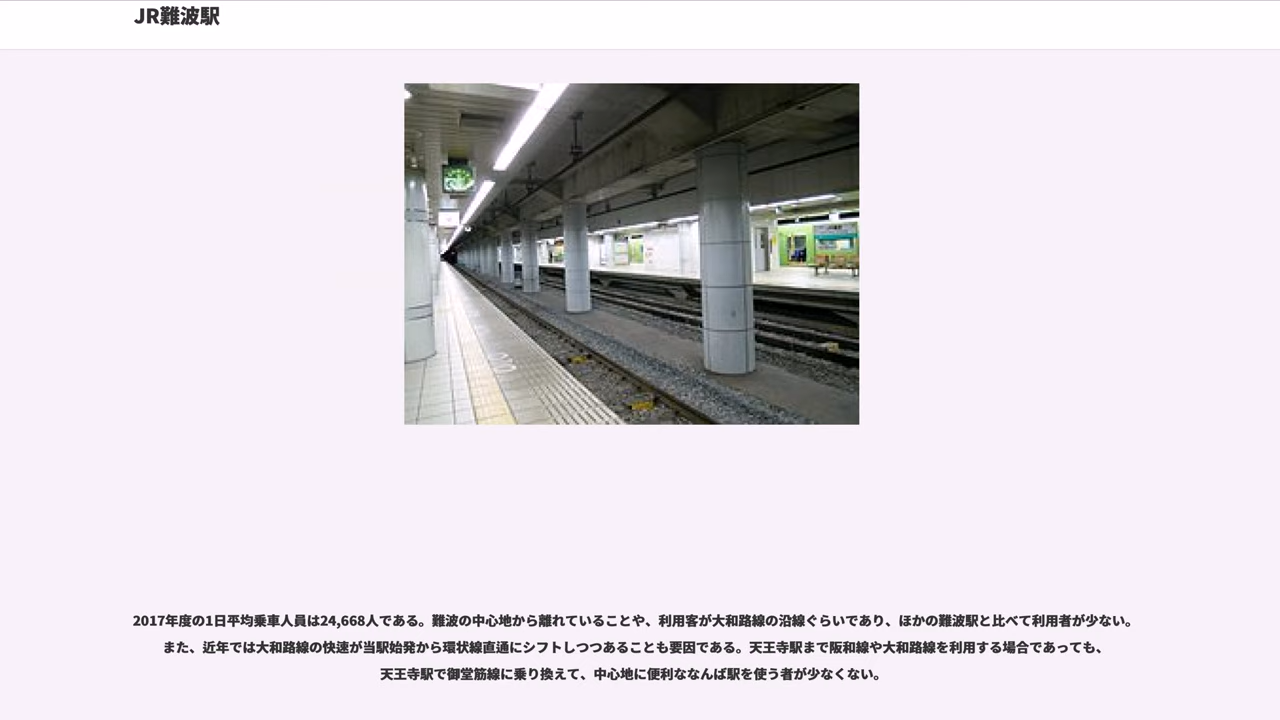 JR難波駅
2017年度の1日平均乗車人員は24,668人である。難波の中心地から離れていることや、利用客が大和路線の沿線ぐらいであり、ほかの難波駅と比べて利用者が少ない。
また、近年では大和路線の快速が当駅始発から環状線直通にシフトしつつあることも要因である。天王寺駅まで阪和線や大和路線を利用する場合であっても、
天王寺駅で御堂筋線に乗り換えて、中心地に便利ななんば駅を使う者が少なくない。